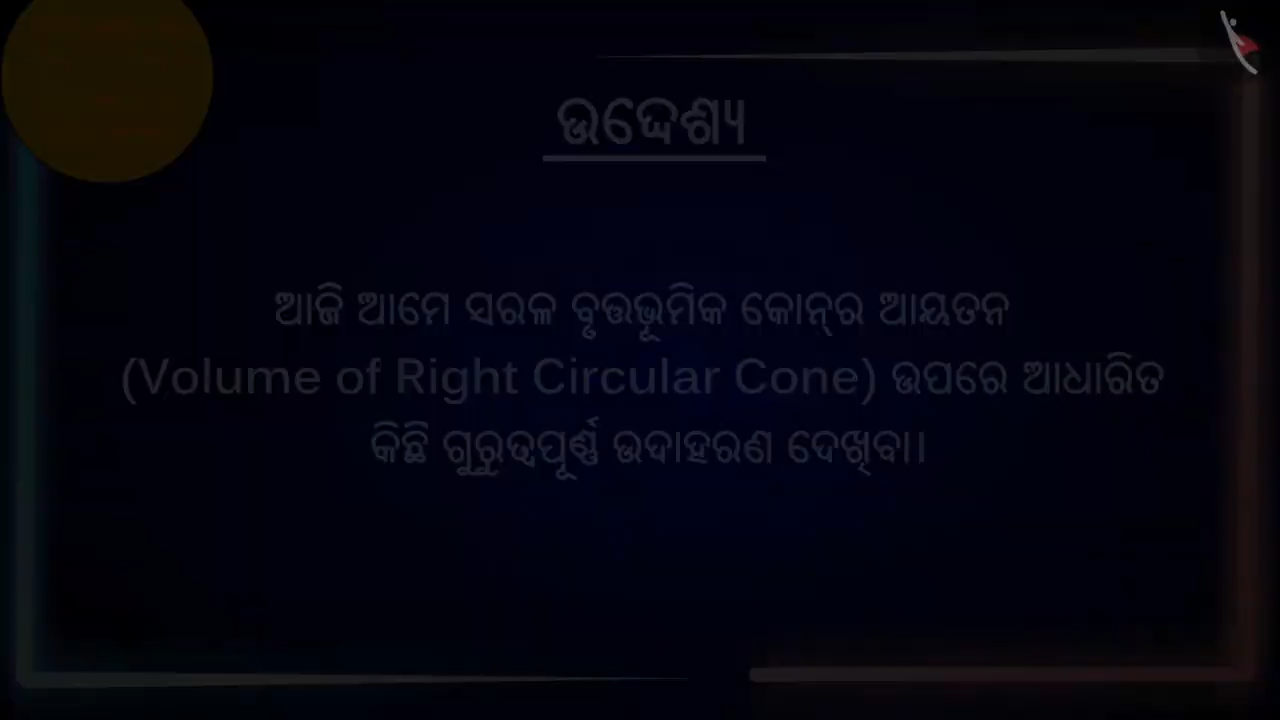 ଉଦ୍ଦେଶ୍ୟ
ଆଜି ଆମେ ସରଳ ବୃତ୍ତଭୂମିକ କୋନ୍‌ର ଆୟତନ
(Volume of Right Circular Cone) ଉପରେ ଆଧାରିତ
କିଛି ଗୁରୁତ୍ୱପୂର୍ଣ୍ଣ ଉଦାହରଣ ଦେଖିବା।